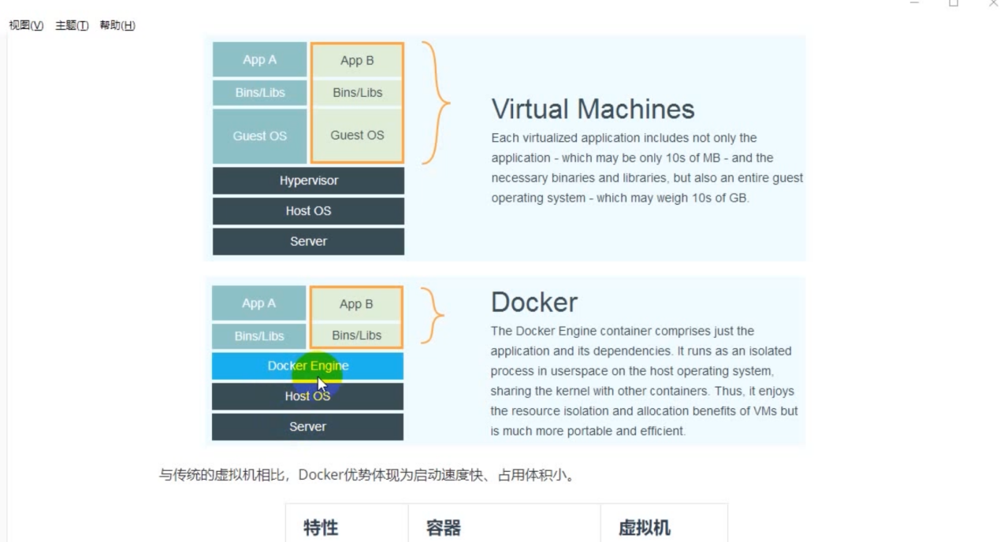 视图(V) 主题(T) 帮助(H)
App A App B
Bins/Libs Bins/Libs
Guest OS Guest OS
Hypervisor
Host OS
Server
Virtual Machines
Each virtualized application includes not only the
application - which may be only 10s of MB - and the
necessary binaries and libraries, but also an entire guest
operating system - which may weigh 10s of GB.
App A App B
Bins/Libs Bins/Libs
Docker Engine
Host OS
Server
Docker
The Docker Engine container comprises just the
application and its dependencies. It runs as an isolated
process in userspace on the host operating system,
sharing the kernel with other containers. Thus, it enjoys
the resource isolation and allocation benefits of VMs but
is much more portable and efficient.
与传统的虚拟机相比，Docker优势体现为启动速度快、占用体积小。
特性 容器 虚拟机